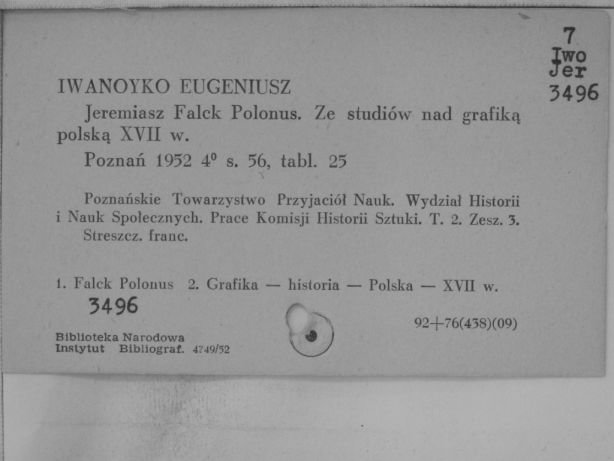 7
Iwo
Jer
3496
IWANOYKO EUGENIUSZ
Jeremiasz Falck Polonus. Ze studiów nad grafiką
polską XVII w.
Poznań 1952 4⁰ s. 56, tabl. 25
Poznańskie Towarzystwo Przyjaciół Nauk. Wydział Historii
i Nauk Społecznych. Prace Komisji Historii Sztuki. T. 2. Zesz. 3.
Streszcz. franc.
1. Falck Polonus 2. Grafika — historia — Polska — XVII w.
3496
92+76(438)(09)
Biblioteka Narodowa
Instytut Bibliograf. 4749/52